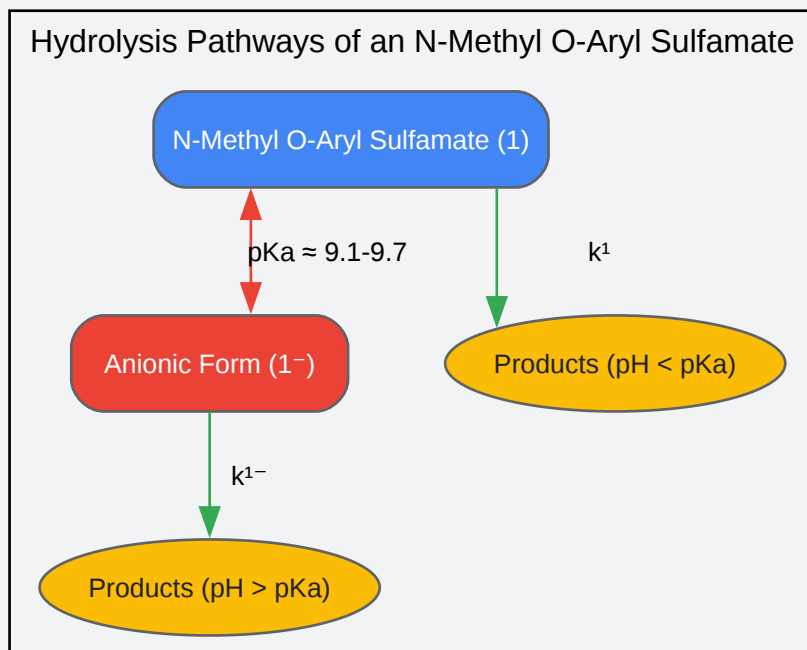 Hydrolysis Pathways of an N-Methyl O-Aryl Sulfamate
N-Methyl O-Aryl Sulfamate (1)
pKa ≈ 9.1-9.7
k¹
Anionic Form (1⁻)
Products (pH < pKa)
k¹⁻
Products (pH > pKa)